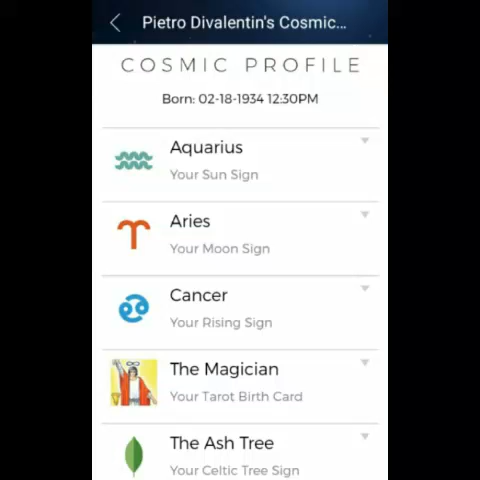 Pietro Divalentin's Cosmic...
COSMIC PROFILE
Born: 02-18-1934 12:30PM
Aquarius
Your Sun Sign
Aries
Your Moon Sign
Cancer
Your Rising Sign
The Magician
Your Tarot Birth Card
The Ash Tree
Your Celtic Tree Sign